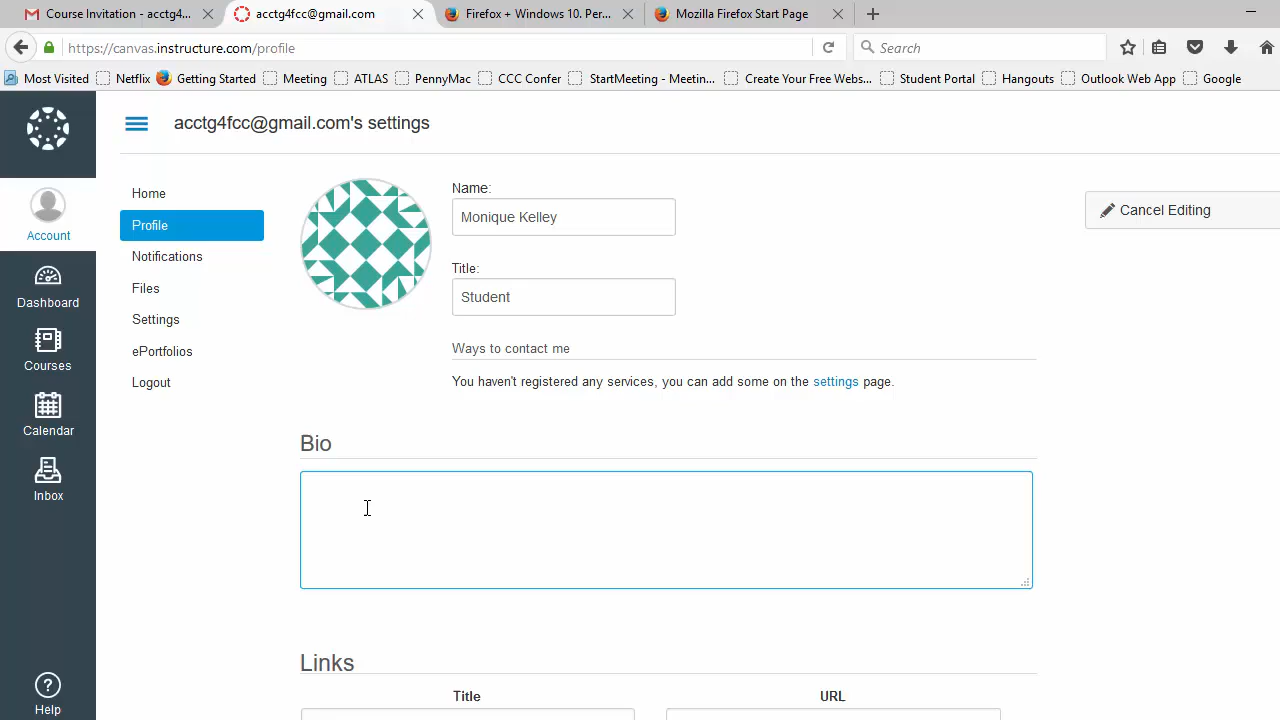 Course Invitation - acctg4... acctg4fcc@gmail.com Firefox + Windows 10. Per... Mozilla Firefox Start Page
https://canvas.instructure.com/profile Search
Most Visited Netflix Getting Started Meeting ATLAS PennyMac CCC Confer StartMeeting - Meetin... Create Your Free Webs... Student Portal Hangouts Outlook Web App Google
acctg4fcc@gmail.com's settings
Account
Dashboard
Courses
Calendar
Inbox
Help
Home
Profile
Notifications
Files
Settings
ePortfolios
Logout
Name:
Monique Kelley
Title:
Student
Cancel Editing
Ways to contact me
You haven't registered any services, you can add some on the settings page.
Bio
Links
Title URL